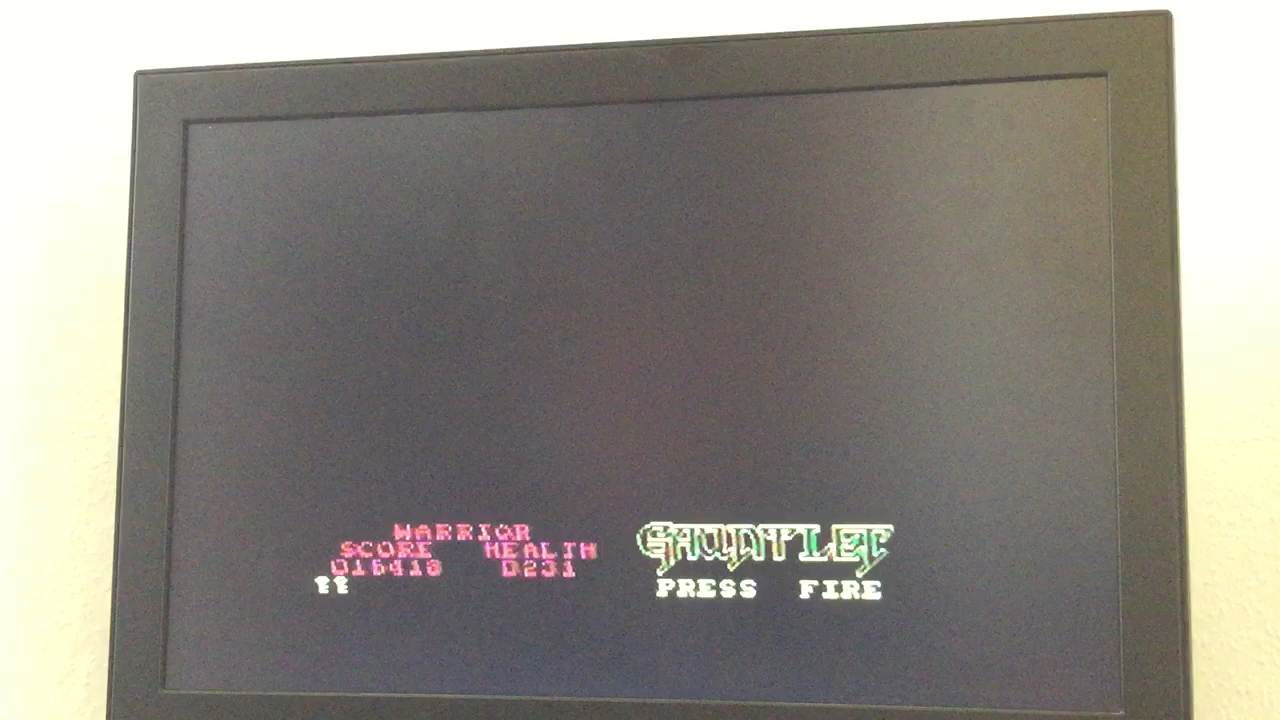 WARRIOR
SCORE HEALTH
016418 0231
GAUNTLET
PRESS FIRE